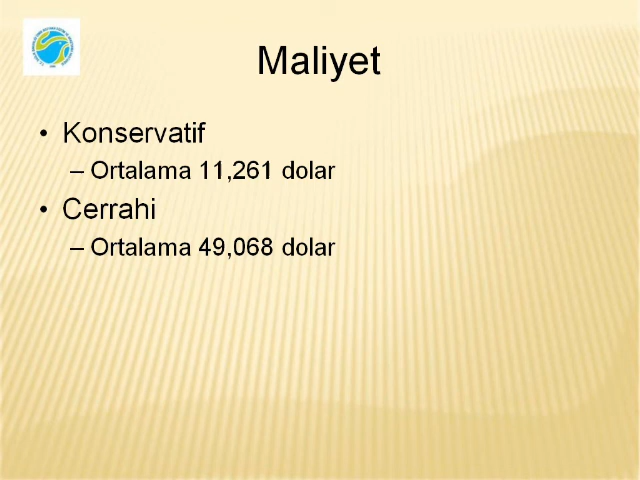 Maliyet
• Konservatif
– Ortalama 11,261 dolar
• Cerrahi
– Ortalama 49,068 dolar